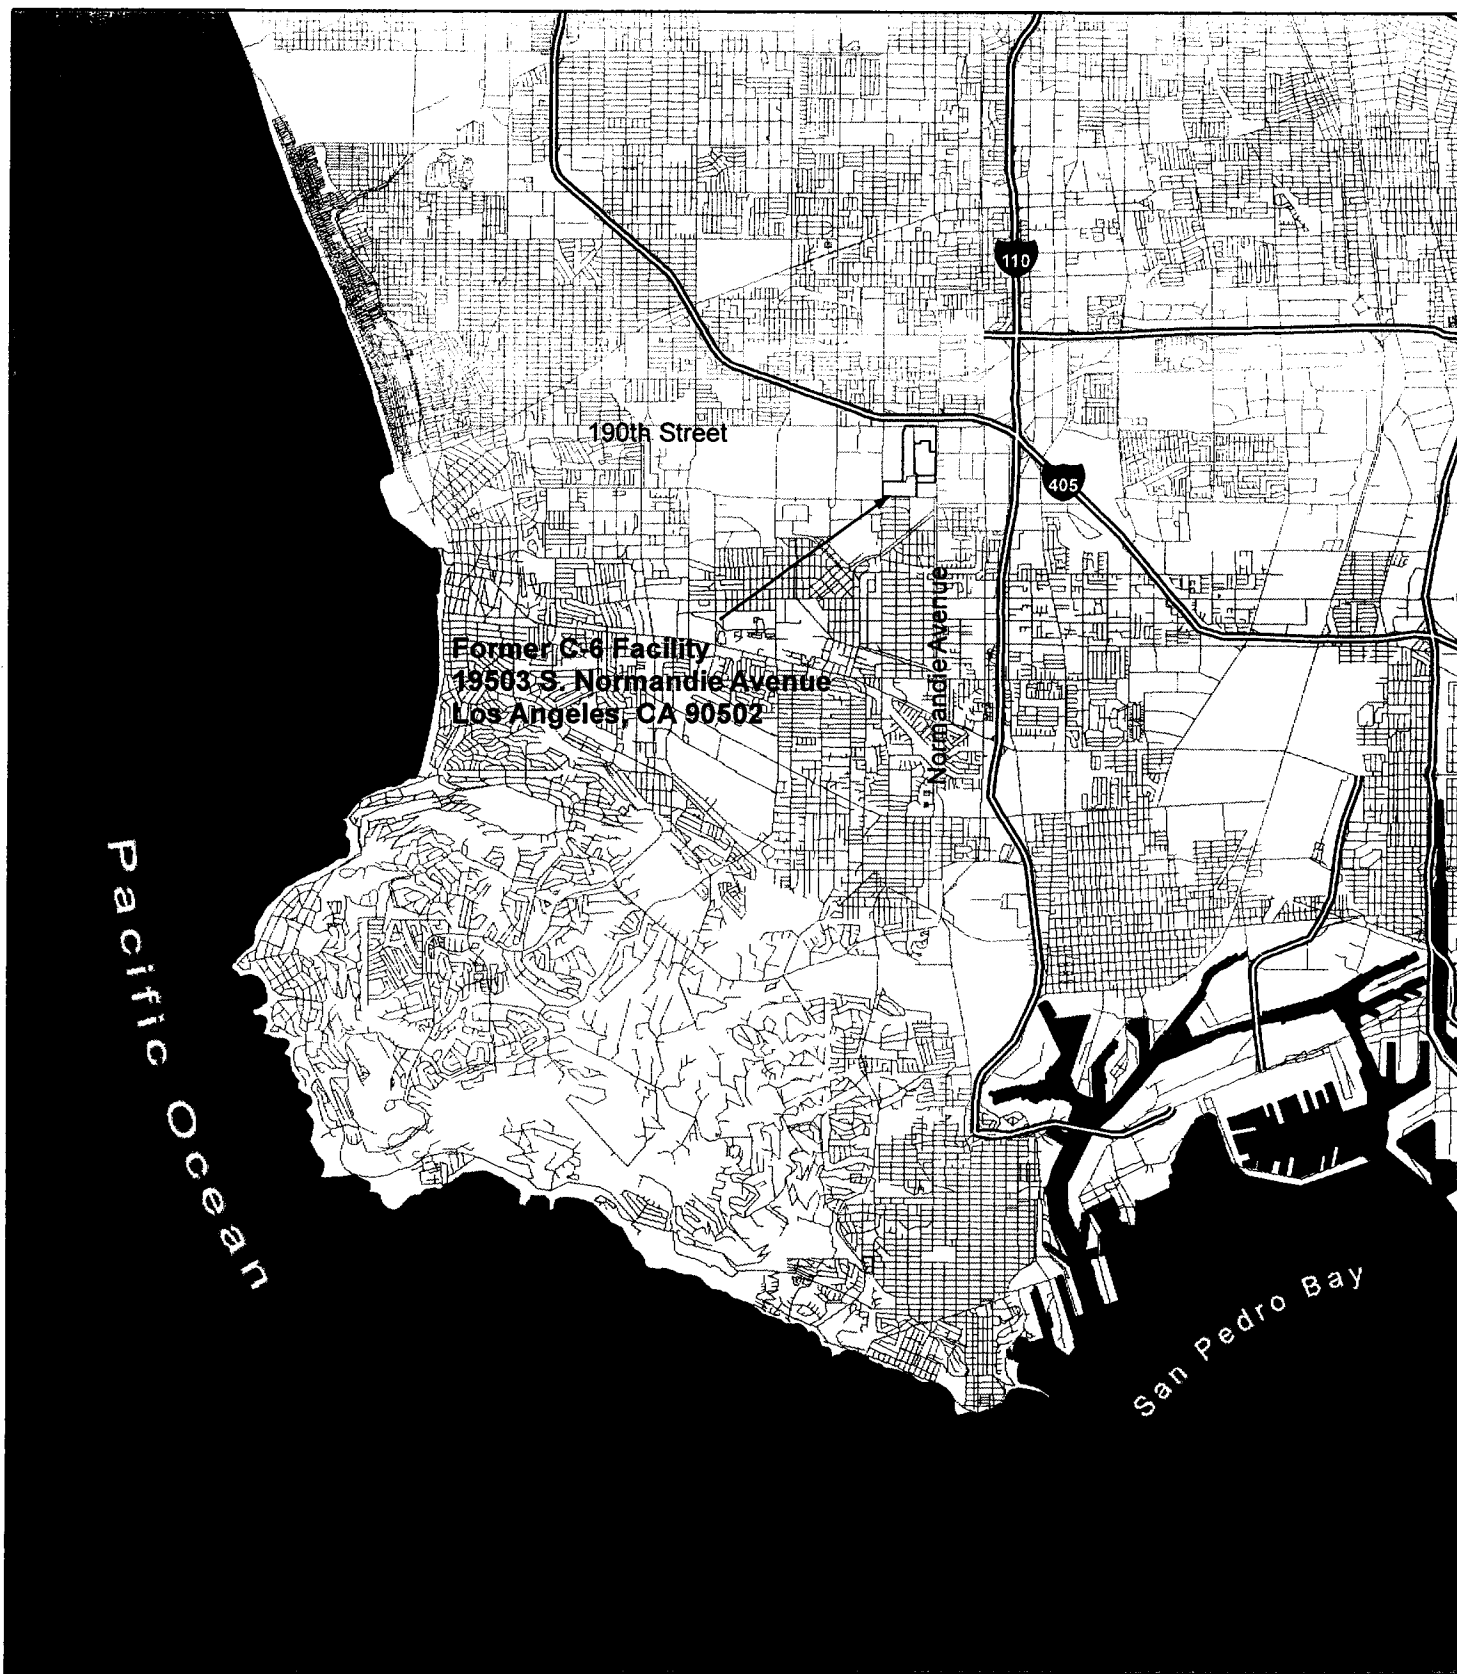 110
190th Street
405
Former C-6 Facility
19503 S. Normandie Avenue
Los Angeles, CA 90502
Normandie Avenue
Pacific Ocean
San Pedro Bay